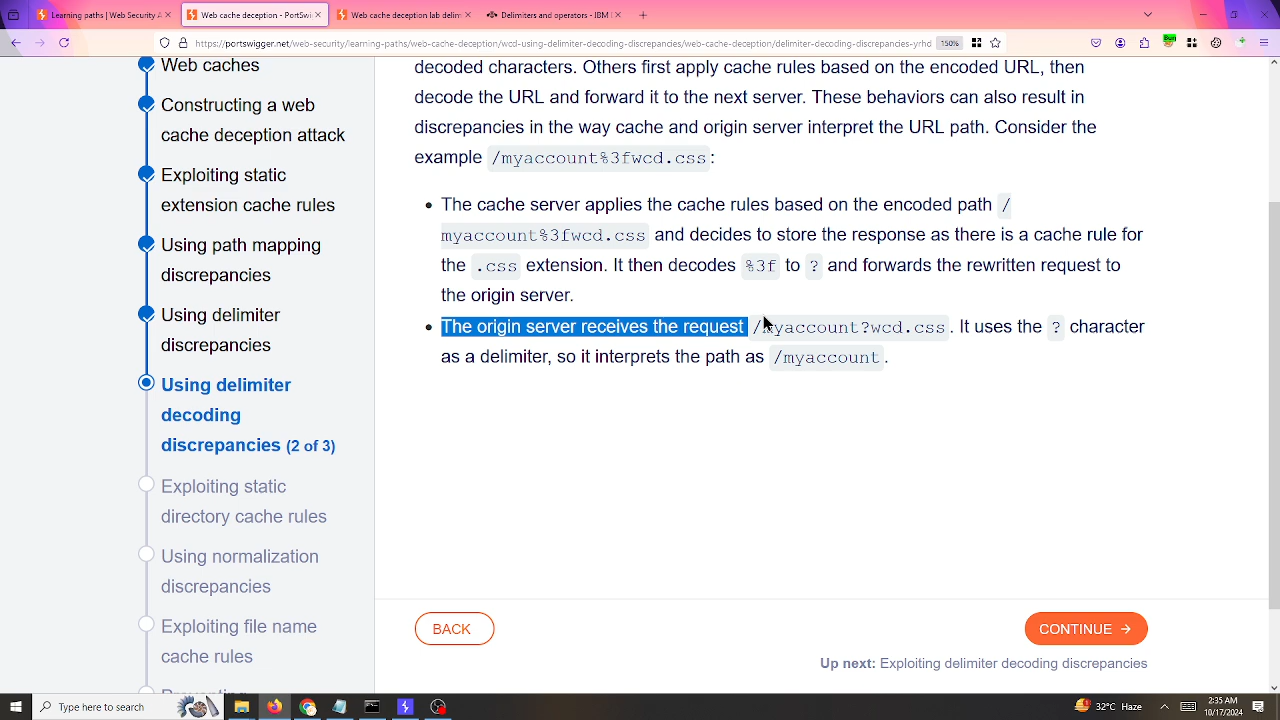 Learning paths | Web Security A
Web cache deception - PortSwi
Web cache deception lab delim
Delimiters and operators - IBM
https://portswigger.net/web-security/learning-paths/web-cache-deception/wcd-using-delimiter-decoding-discrepancies/web-cache-deception/delimiter-decoding-discrepancies-yrhd
150%
Web caches
Constructing a web
cache deception attack
Exploiting static
extension cache rules
Using path mapping
discrepancies
Using delimiter
discrepancies
Using delimiter
decoding
discrepancies (2 of 3)
Exploiting static
directory cache rules
Using normalization
discrepancies
Exploiting file name
cache rules
decoded characters. Others first apply cache rules based on the encoded URL, then
decode the URL and forward it to the next server. These behaviors can also result in
discrepancies in the way cache and origin server interpret the URL path. Consider the
example /myaccount%3fwcd.css:
The cache server applies the cache rules based on the encoded path /
myaccount%3fwcd.css and decides to store the response as there is a cache rule for
the .css extension. It then decodes %3f to ? and forwards the rewritten request to
the origin server.
The origin server receives the request /myaccount?wcd.css. It uses the ? character
as a delimiter, so it interprets the path as /myaccount.
BACK
CONTINUE →
Up next: Exploiting delimiter decoding discrepancies
Type here to search
32°C Haze
2:35 AM
10/17/2024